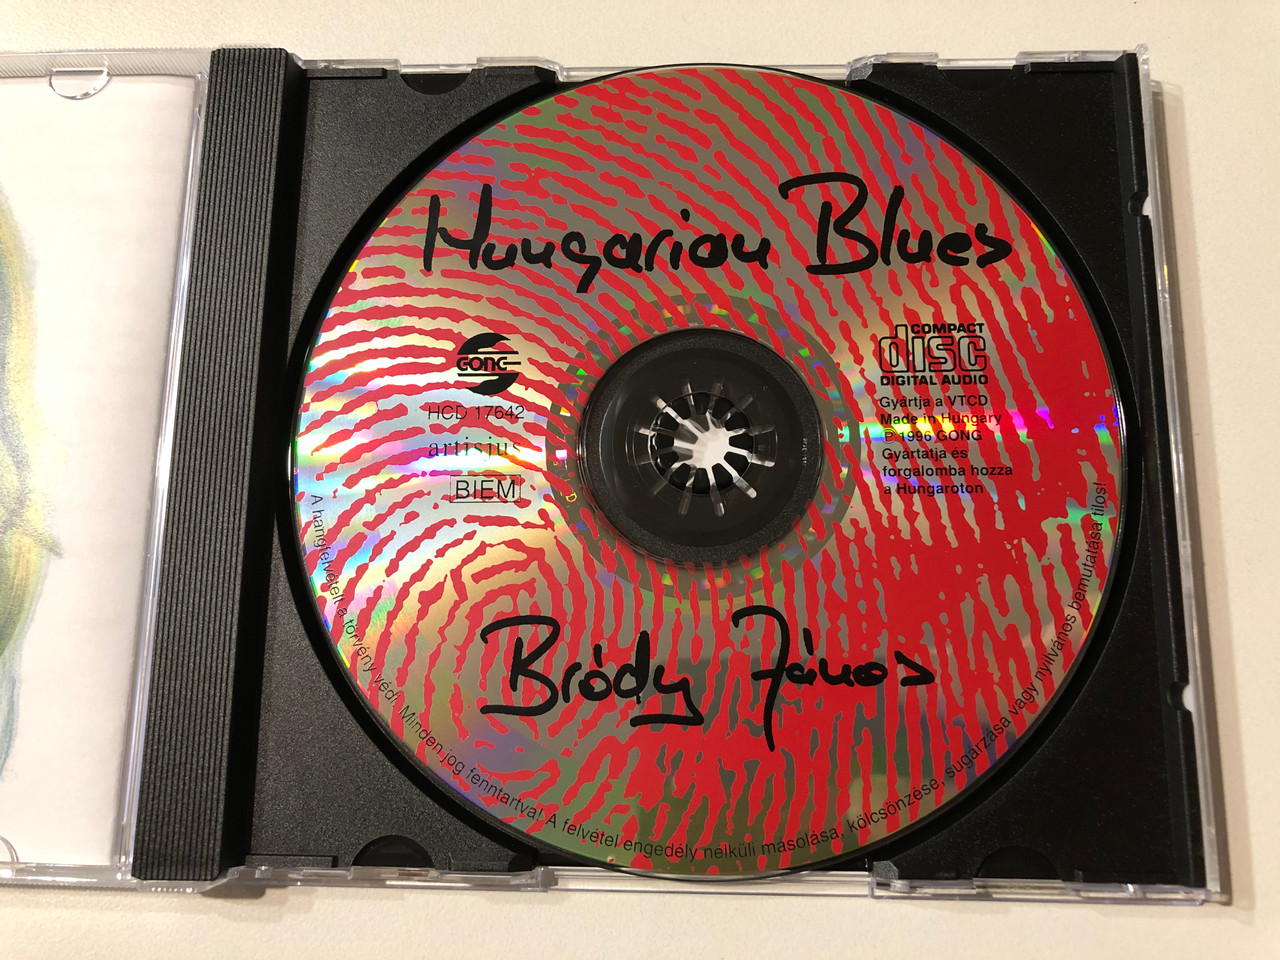 Hungarian Blues
GONG
HCD 17642
artisjus
BIEM
COMPACT
disc
DIGITAL AUDIO
Gyártja a VTCD
Made in Hungary
℗ 1996 GONG
Gyártatja és
forgalomba hozza
a Hungaroton
Bródy János
A hangfelvételt a törvény védi. Minden jog fenntartva! A felvétel engedély nélküli másolása, kölcsönzése, sugárzása vagy nyilvános bemutatása tilos!